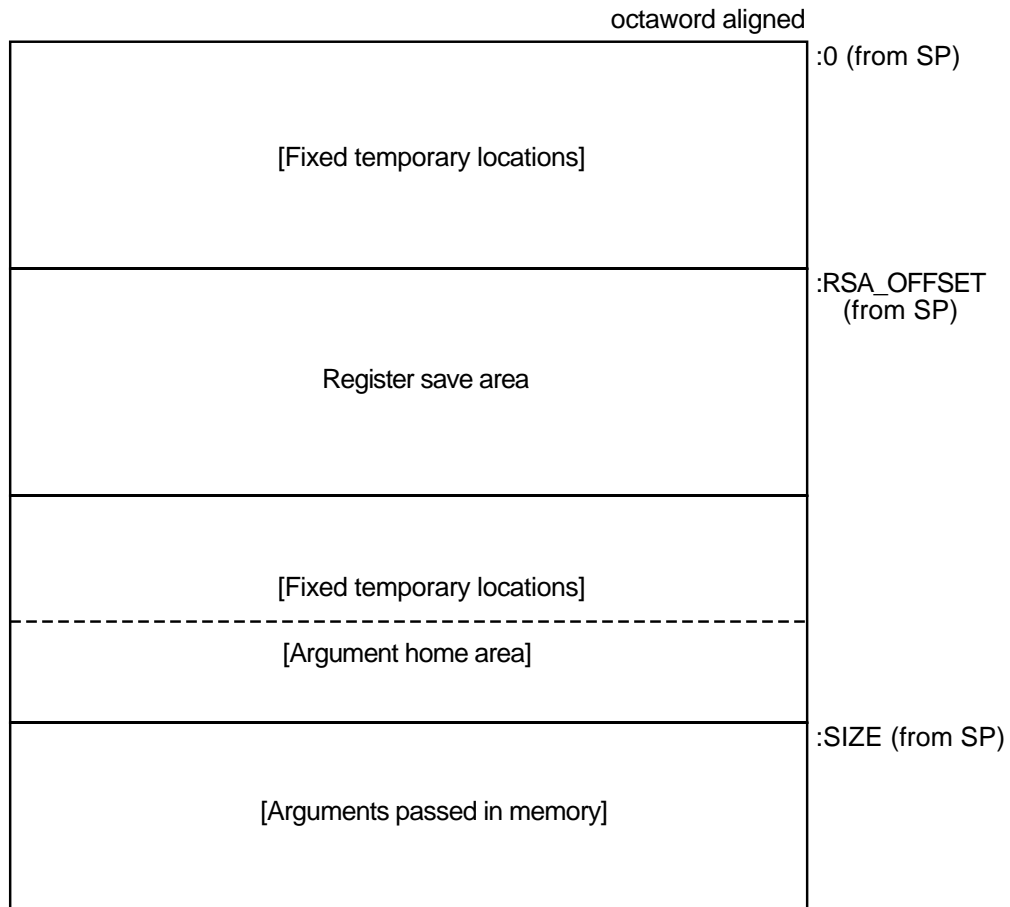 octaword aligned
:0 (from SP)
[Fixed temporary locations]
:RSA_OFFSET
(from SP)
Register save area
[Fixed temporary locations]
[Argument home area]
:SIZE (from SP)
[Arguments passed in memory]